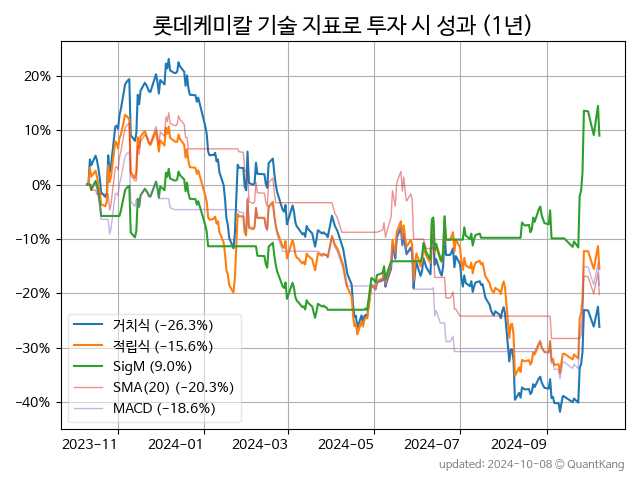 롯데케미칼 기술 지표로 투자 시 성과 (1년)
20%
10%
0%
−10%
−20%
−30%
−40%
거치식 (−26.3%)
적립식 (−15.6%)
SigM (9.0%)
SMA(20) (−20.3%)
MACD (−18.6%)
2023−11
2024−01
2024−03
2024−05
2024−07
2024−09
updated: 2024-10-08 © QuantKang